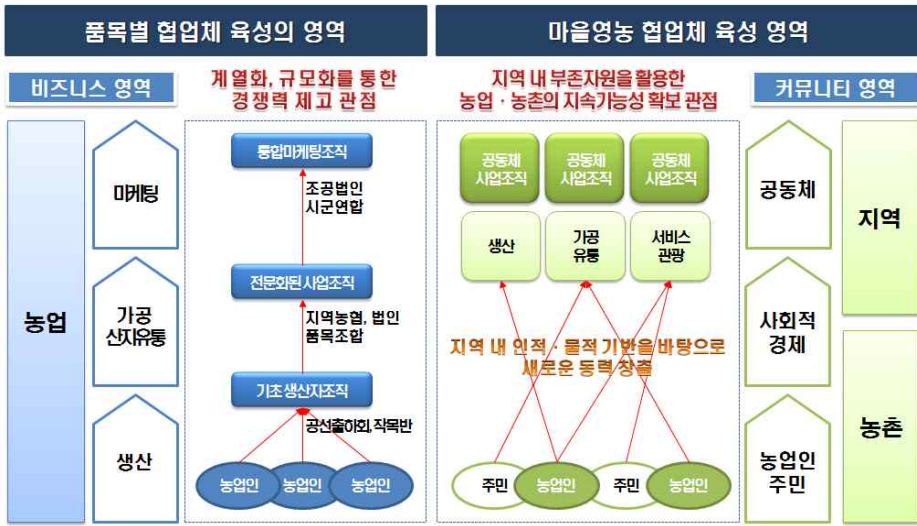 품목별 협업체 육성의 영역
마을영농 협업체 육성 영역
비즈니스 영역
계열화, 규모화를 통한
경쟁력 제고 관점
지역 내 부존자원을 활용한
농업·농촌의 지속가능성 확보 관점
커뮤니티 영역
농업
마케팅
가공
산지유통
생산
통합마케팅조직
조공법인
시군연합
전문화된 사업조직
지역농협, 법인
품목조합
기초 생산자조직
공선출하회, 작목반
농업인
농업인
농업인
공동체
사업조직
공동체
사업조직
공동체
사업조직
생산
가공
유통
서비스
관광
지역 내 인적·물적 기반을 바탕으로
새로운 동력 창출
주민
농업인
주민
농업인
공동체
사회적
경제
농업인
주민
지역
농촌